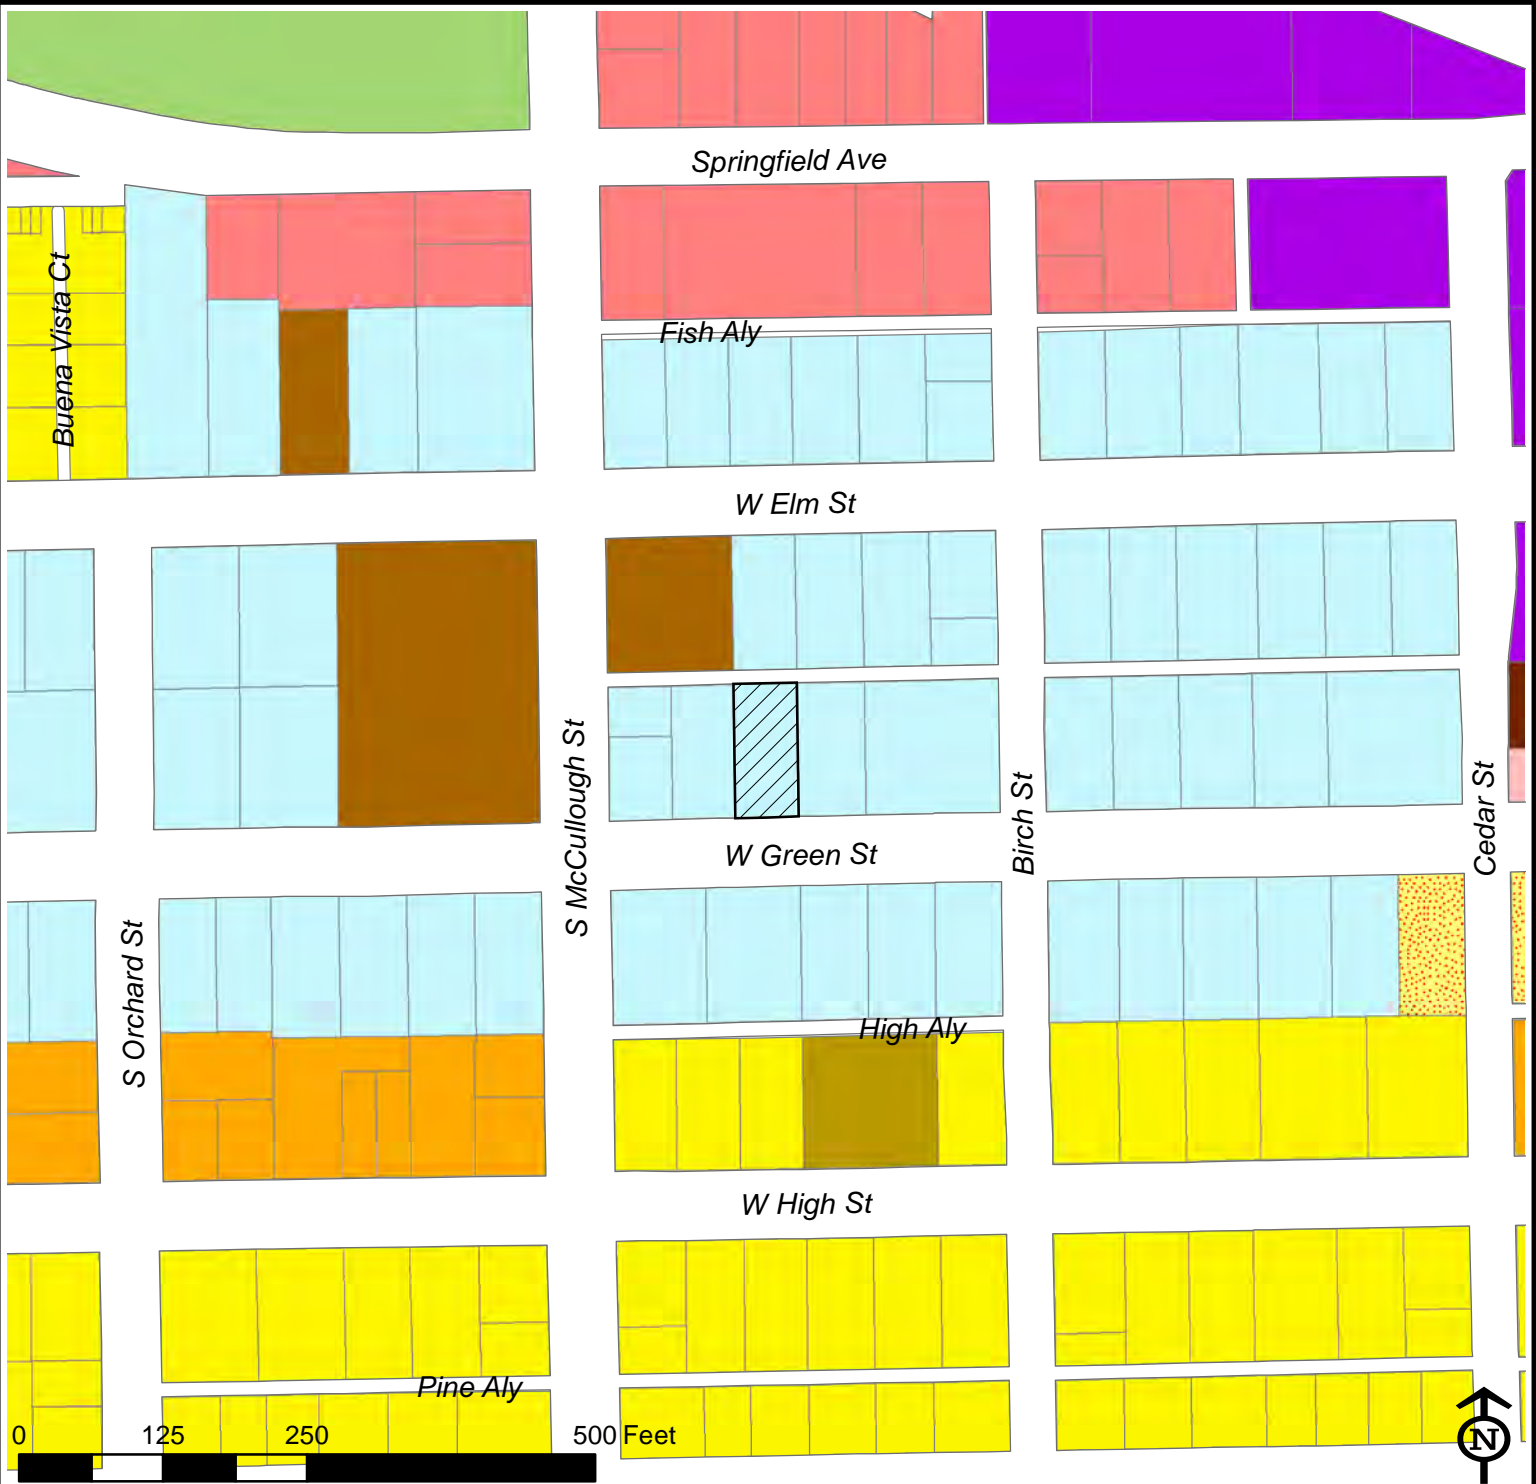 Springfield Ave
Buena Vista Ct
Fish Aly
W Elm St
S McCullough St
Birch St
Cedar St
W Green St
S Orchard St
High Aly
W High St
Pine Aly
0 125 250 500 Feet
N